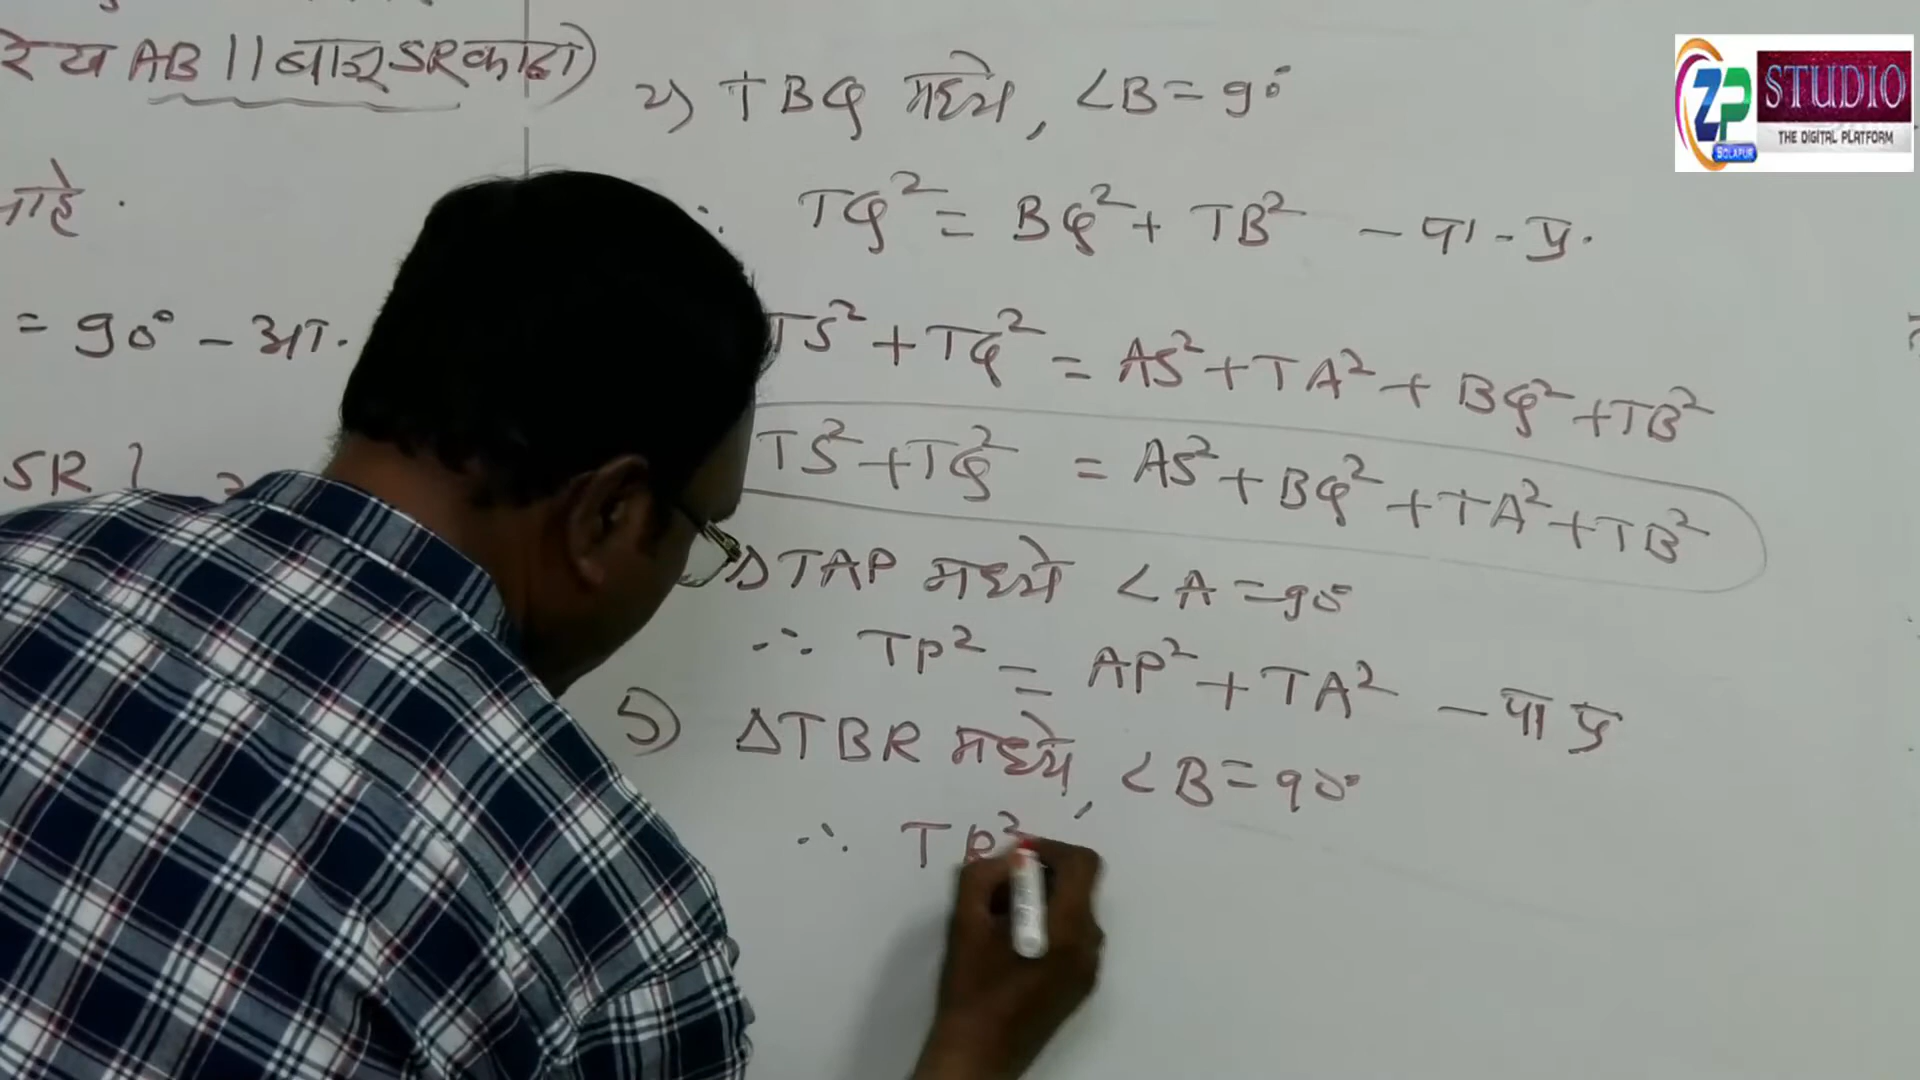 रेख AB || बाजू SR काढा)
आहे.
= 90° - आ.
SR
२) TBQ मध्ये, ∠B = 90°
∴ TQ² = BQ² + TB² - पा - प्र.
TS² + TQ² = AS² + TA² + BQ² + TB²
TS² + TQ² = AS² + BQ² + TA² + TB²
ΔTAP मध्ये ∠A = 90°
∴ TP² = AP² + TA² - पा प्र
5) ΔTBR मध्ये, ∠B = 90°
∴ TR²
ZP STUDIO
THE DIGITAL PLATFORM
SOLAPUR